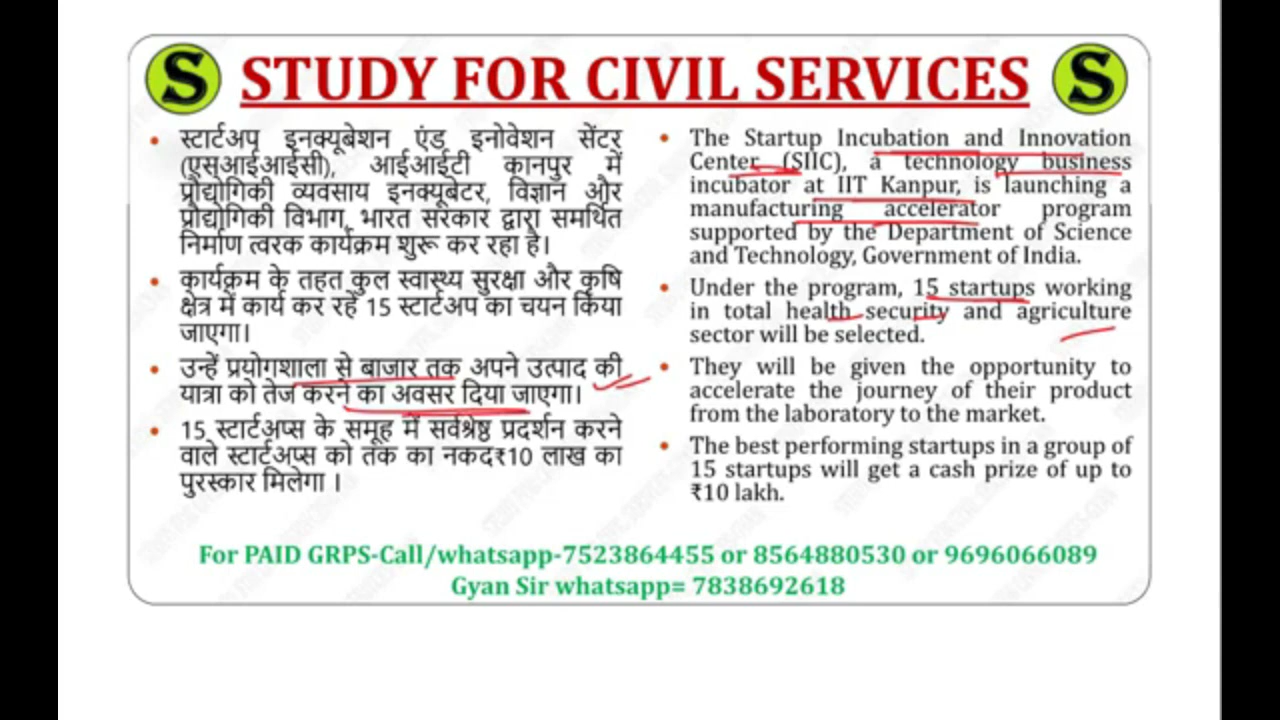 S STUDY FOR CIVIL SERVICES S
• स्टार्टअप इनक्यूबेशन एंड इनोवेशन सेंटर
(एसआईआईसी), आईआईटी कानपुर में
प्रौद्योगिकी व्यवसाय इनक्यूबेटर, विज्ञान और
प्रौद्योगिकी विभाग, भारत सरकार द्वारा समर्थित
निर्माण त्वरक कार्यक्रम शुरू कर रहा है।
• कार्यक्रम के तहत कुल स्वास्थ्य सुरक्षा और कृषि
क्षेत्र में कार्य कर रहे 15 स्टार्टअप का चयन किया
जाएगा।
• उन्हें प्रयोगशाला से बाजार तक अपने उत्पाद की
यात्रा को तेज करने का अवसर दिया जाएगा।
• 15 स्टार्टअप्स के समूह में सर्वश्रेष्ठ प्रदर्शन करने
वाले स्टार्टअप्स को तक का नकद₹10 लाख का
पुरस्कार मिलेगा ।
• The Startup Incubation and Innovation
Center (SIIC), a technology business
incubator at IIT Kanpur, is launching a
manufacturing accelerator program
supported by the Department of Science
and Technology, Government of India.
• Under the program, 15 startups working
in total health security and agriculture
sector will be selected.
• They will be given the opportunity to
accelerate the journey of their product
from the laboratory to the market.
• The best performing startups in a group of
15 startups will get a cash prize of up to
₹10 lakh.
For PAID GRPS-Call/whatsapp-7523864455 or 8564880530 or 9696066089
Gyan Sir whatsapp= 7838692618